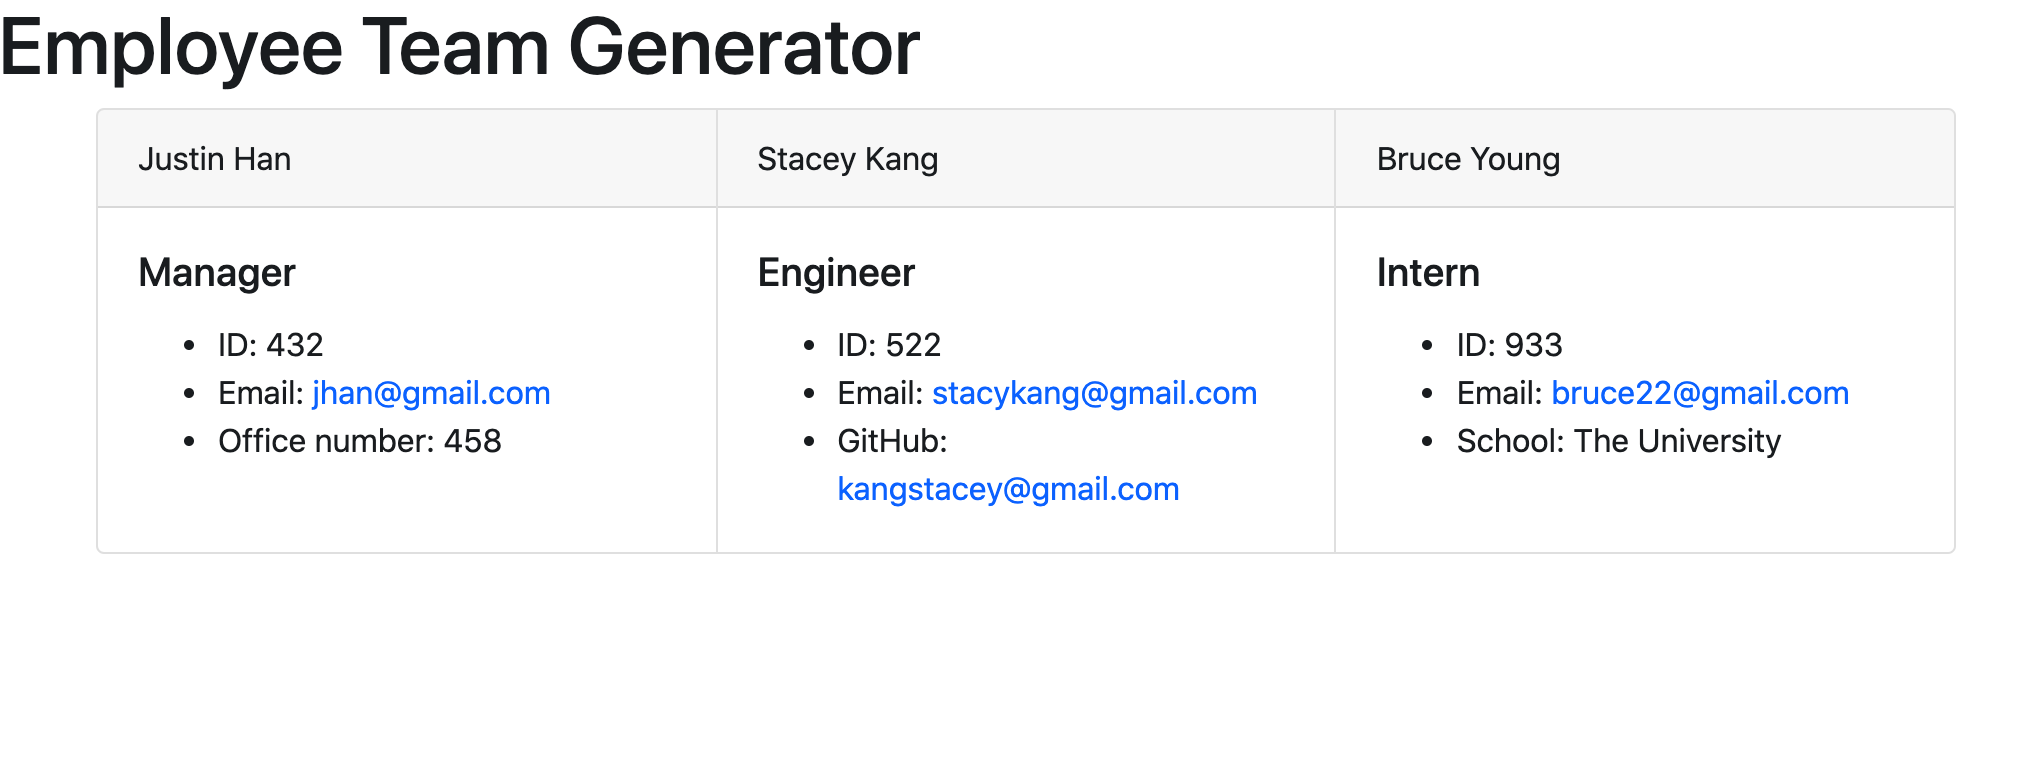 Employee Team Generator
Justin Han
Manager
• ID: 432
• Email: jhan@gmail.com
• Office number: 458
Stacey Kang
Engineer
• ID: 522
• Email: stacykang@gmail.com
• GitHub:
kangstacey@gmail.com
Bruce Young
Intern
• ID: 933
• Email: bruce22@gmail.com
• School: The University